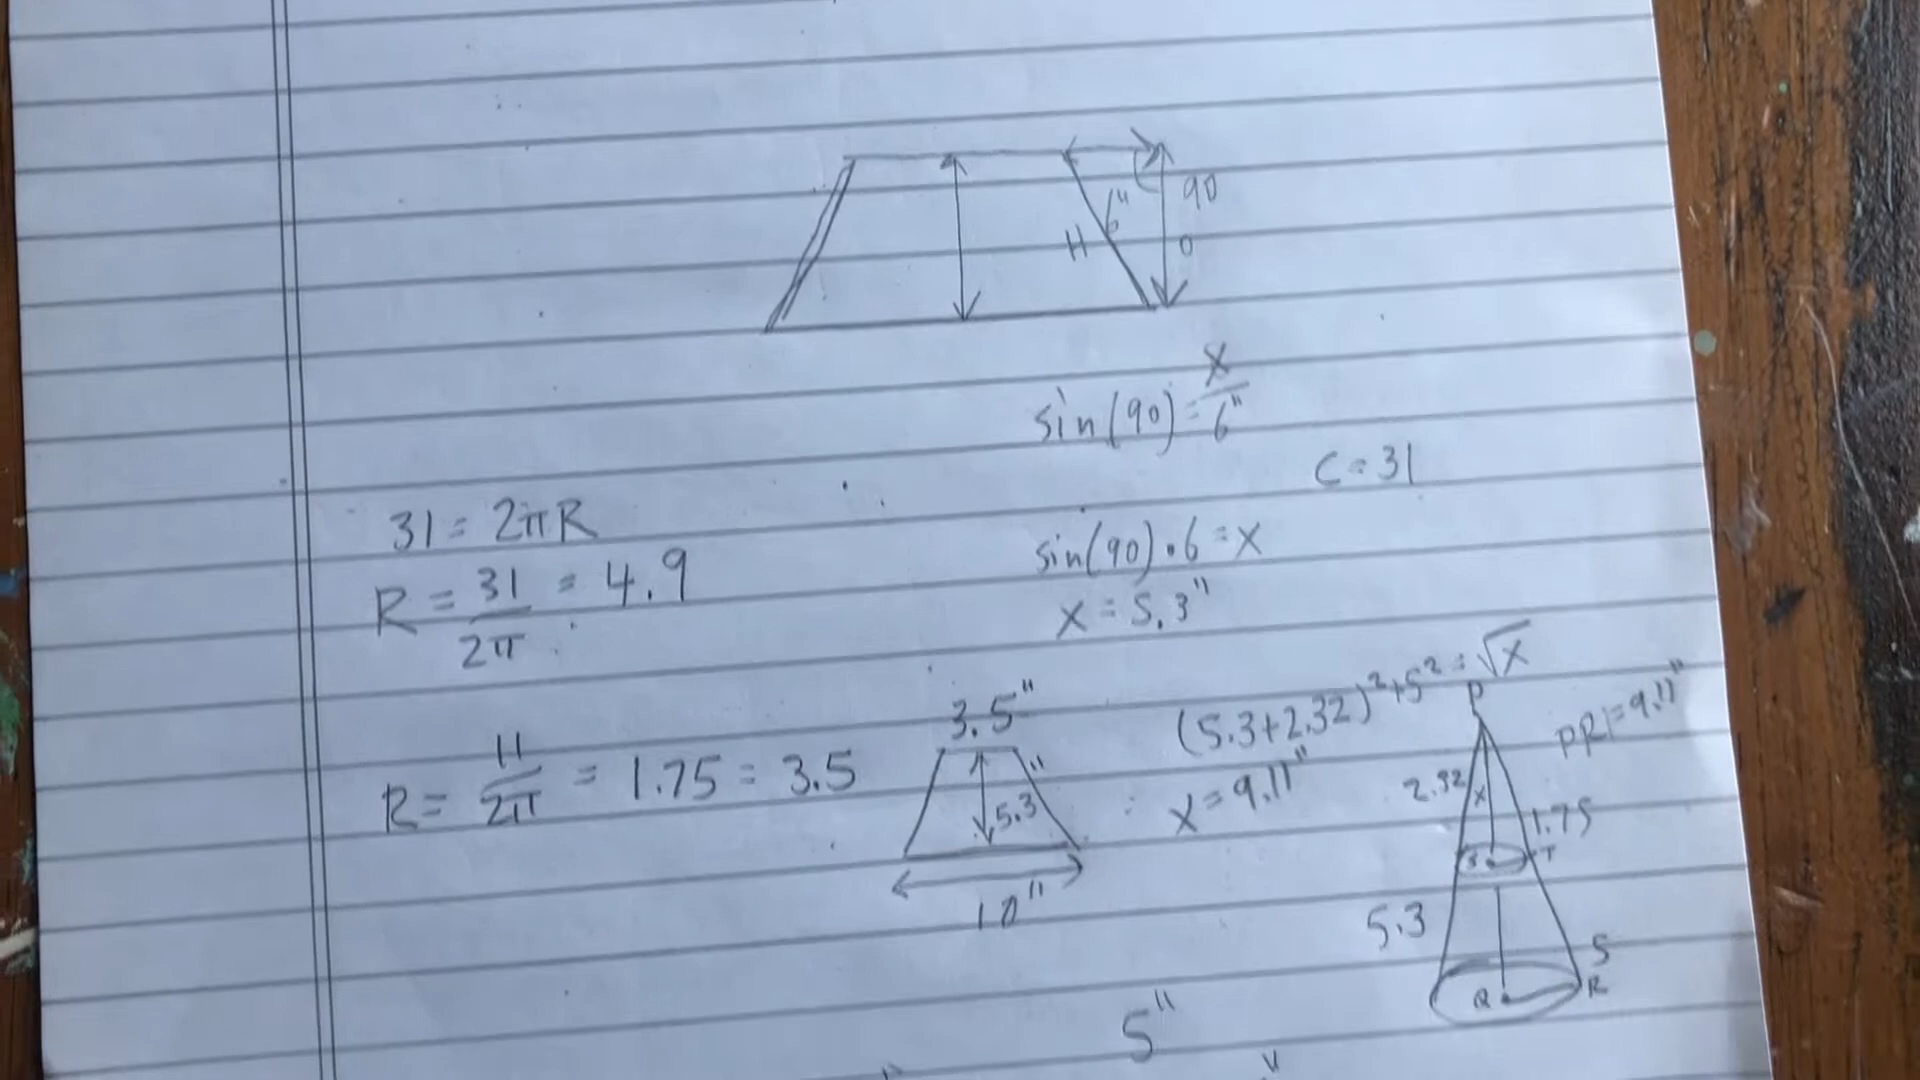 6"
90
H
O
sin(90) = x/6"
C = 31
31 = 2πR
sin(90) • 6 = x
R = 31/2π = 4.9
x = 5.3"
R = 11/2π = 1.75 = 3.5
3.5"
5.3
10"
(5.3+2.32)²+5² = √x
x = 9.11"
P
PR = 9.11"
2.32
x
1.75
S
T
5.3
5
Q
R
5"